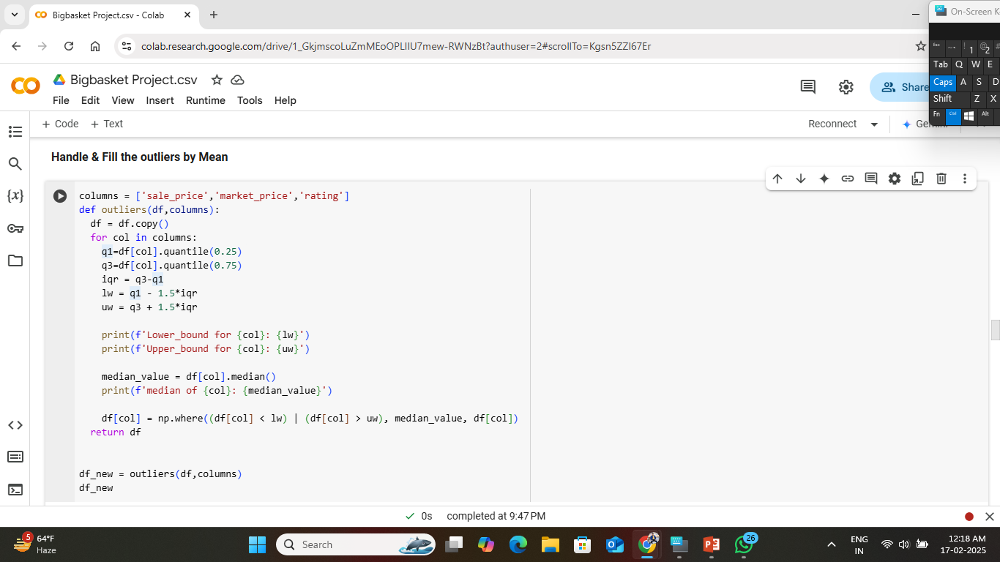 Bigbasket Project.csv - Colab
On-Screen K
colab.research.google.com/drive/1_GkjmscoLuZmMEoOPLIIU7mew-RWNzBt?authuser=2#scrollTo=Kgsn5ZZI67Er
Bigbasket Project.csv
File Edit View Insert Runtime Tools Help
Share
esc 1 2
Tab Q W E
Caps A S D
Shift Z X
Fn Ctrl Alt
+ Code + Text
Reconnect
Gemini
Handle & Fill the outliers by Mean
columns = ['sale_price','market_price','rating']
def outliers(df,columns):
df = df.copy()
for col in columns:
q1=df[col].quantile(0.25)
q3=df[col].quantile(0.75)
iqr = q3-q1
lw = q1 - 1.5*iqr
uw = q3 + 1.5*iqr
print(f'Lower_bound for {col}: {lw}')
print(f'Upper_bound for {col}: {uw}')
median_value = df[col].median()
print(f'median of {col}: {median_value}')
df[col] = np.where((df[col] < lw) | (df[col] > uw), median_value, df[col])
return df
df_new = outliers(df,columns)
df_new
0s completed at 9:47 PM
5
64°F
Haze
Search
26
ENG
IN
12:18 AM
17-02-2025